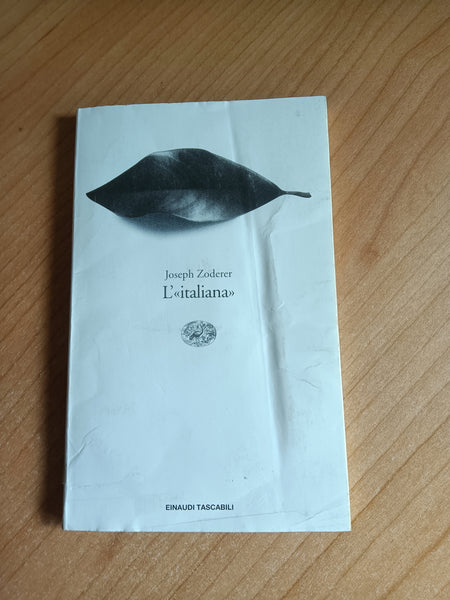 Joseph Zoderer
L'«italiana»
EINAUDI TASCABILI